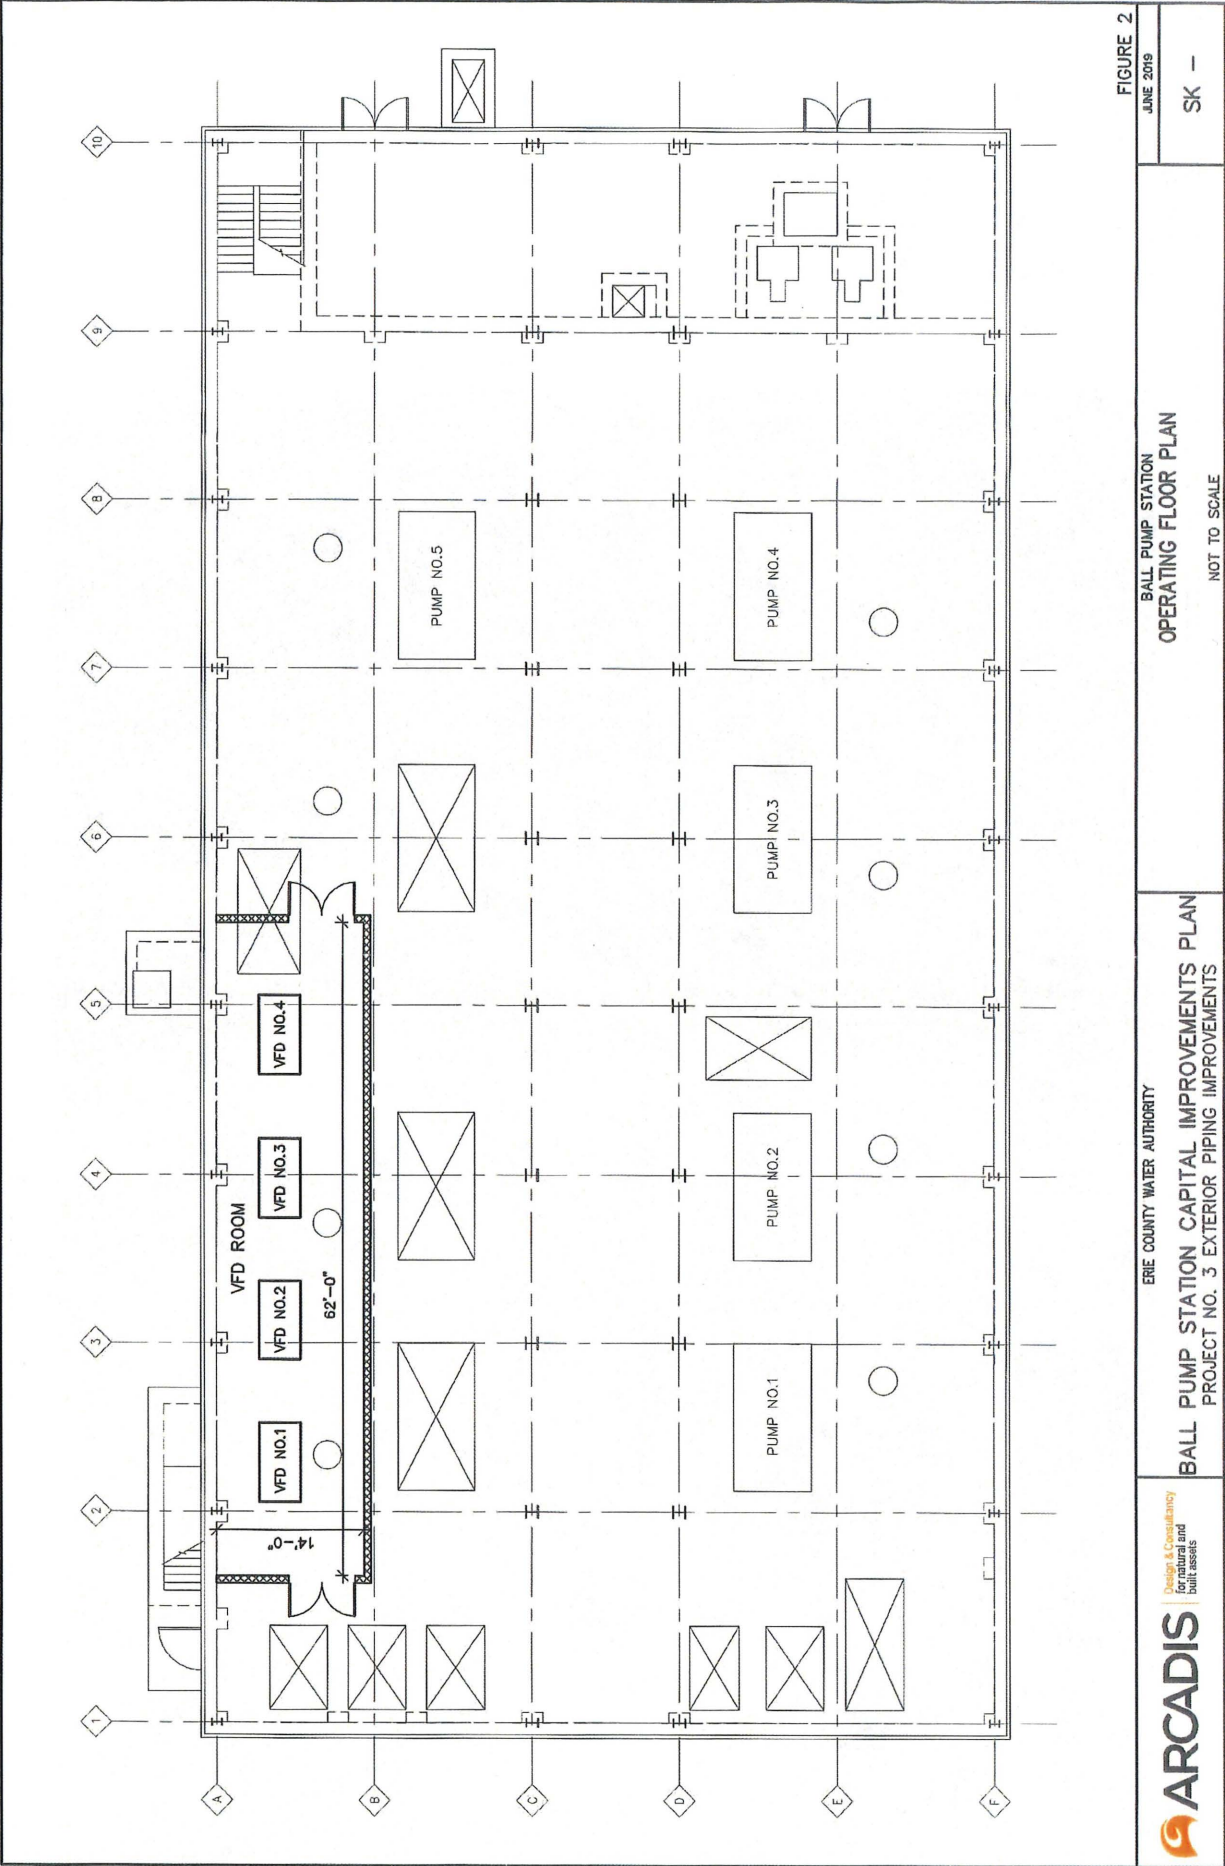 1
2
3
4
5
6
7
8
9
10
A
B
C
D
E
F
VFD ROOM
VFD NO.1
VFD NO.2
VFD NO.3
VFD NO.4
14'-0"
62'-0"
PUMP NO.5
PUMP NO.1
PUMP NO.2
PUMP NO.3
PUMP NO.4
FIGURE 2
ARCADIS
Design & Consultancy
for natural and
built assets
ERIE COUNTY WATER AUTHORITY
BALL PUMP STATION CAPITAL IMPROVEMENTS PLAN
PROJECT NO. 3 EXTERIOR PIPING IMPROVEMENTS
BALL PUMP STATION
OPERATING FLOOR PLAN
NOT TO SCALE
JUNE 2019
SK –